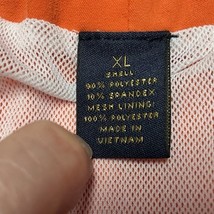 XL
SHELL
90% POLYESTER
10% SPANDEX
MESH LINING:
100% POLYESTER
MADE IN
VIETNAM